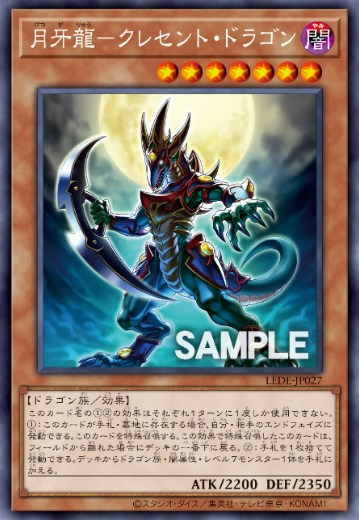 月牙龍－クレセント・ドラゴン
げつ が りゅう
闇
やみ
SAMPLE
LEDE-JP027
【ドラゴン族／効果】
このカード名の①②の効果はそれぞれ1ターンに1度しか使用できない。
①：このカードが手札・墓地に存在する場合、自分・相手のエンドフェイズに
発動できる。このカードを特殊召喚する。この効果で特殊召喚したこのカードは、
フィールドから離れた場合にデッキの一番下に戻る。②：手札を1枚捨てて
発動できる。デッキからドラゴン族・闇属性・レベル7モンスター1体を手札に
加える。
ATK/2200 DEF/2350
©スタジオ・ダイス／集英社・テレビ東京・KONAMI